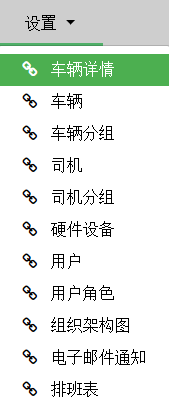 设置
车辆详情
车辆
车辆分组
司机
司机分组
硬件设备
用户
用户角色
组织架构图
电子邮件通知
排班表